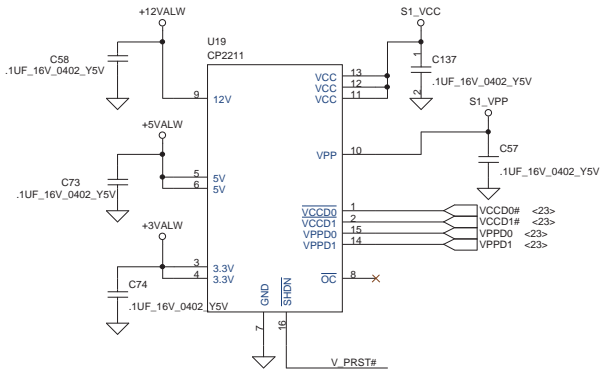 +12VALW
S1_VCC
C58
.1UF_16V_0402_Y5V
U19
CP2211
1
C137
.1UF_16V_0402_Y5V
2
9
12V
VCC
13
VCC
12
VCC
11
S1_VPP
+5VALW
VPP
10
C57
.1UF_16V_0402_Y5V
C73
.1UF_16V_0402_Y5V
5
5V
6
5V
VCCD0
1
VCCD0# <23>
VCCD1
2
VCCD1# <23>
15
VPPD0 <23>
VPPD0
14
VPPD1 <23>
VPPD1
+3VALW
3
3.3V
4
3.3V
OC
8
C74
.1UF_16V_0402_Y5V
GND
SHDN
7
16
V_PRST#